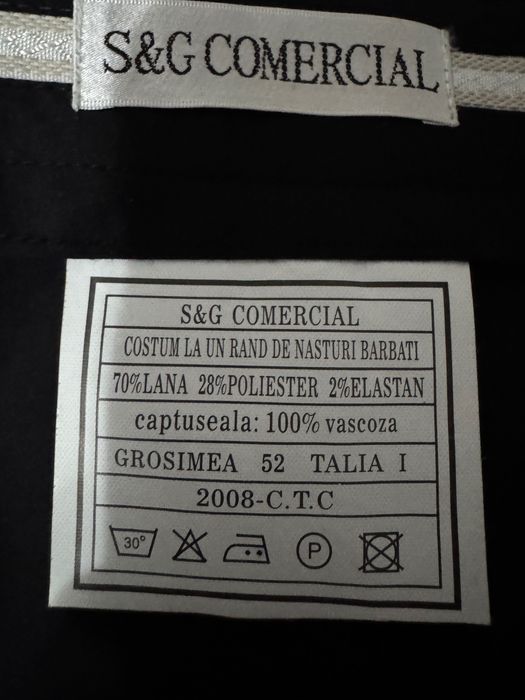 S&G COMERCIAL
S&G COMERCIAL
COSTUM LA UN RAND DE NASTURI BARBATI
70%LANA 28%POLIESTER 2%ELASTAN
captuseala: 100% vascoza
GROSIMEA 52 TALIA I
2008-C.T.C
30° P